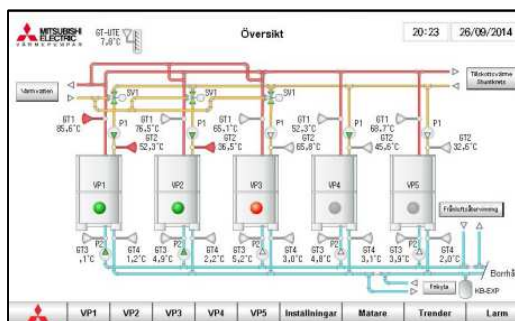 MITSUBISHI
ELECTRIC
VÄRMEPUMPAR
GT-UTE
7,8°C
Översikt
20:23 26/09/2014
Varmvatten
Tillskottsvärme
Shuntkrets
SV1 SV1 SV1
GT1
85,6°C
P1
GT2
52,3°C
GT1
76,5°C
P1
GT2
36,5°C
GT1
65,1°C
P1
GT2
65,8°C
GT1
52,3°C
P1
GT2
45,6°C
GT1
68,7°C
P1
GT2
32,6°C
VP1 VP2 VP3 VP4 VP5
Frånluftsåtervinning
GT3
,1°C
P2
GT4
1,2°C
GT3
4,9°C
P2
GT4
2,2°C
GT3
5,2°C
P2
GT4
3,0°C
GT3
4,8°C
P2
GT4
3,1°C
GT3
3,9°C
P2
GT4
2,0°C
Borrhå
Frikyla
KB-EXP
VP1 VP2 VP3 VP4 VP5 Inställningar Mätare Trender Larm